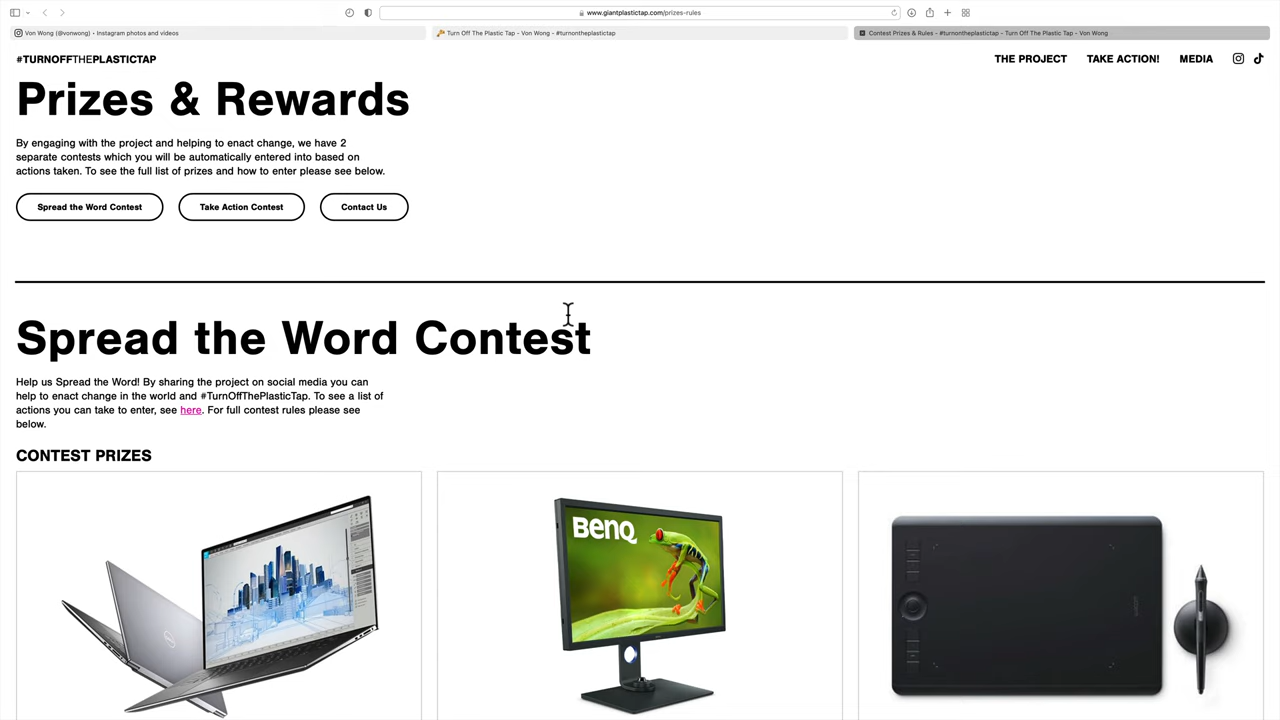 www.giantplastictap.com/prizes-rules
Von Wong (@vonwong) • Instagram photos and videos
Turn Off The Plastic Tap - Von Wong - #turnontheplastictap
Contest Prizes & Rules - #turnontheplastictap - Turn Off The Plastic Tap - Von Wong
#TURNOFFTHEPLASTICTAP
THE PROJECT
TAKE ACTION!
MEDIA
Prizes & Rewards
By engaging with the project and helping to enact change, we have 2
separate contests which you will be automatically entered into based on
actions taken. To see the full list of prizes and how to enter please see below.
Spread the Word Contest
Take Action Contest
Contact Us
Spread the Word Contest
Help us Spread the Word! By sharing the project on social media you can
help to enact change in the world and #TurnOffThePlasticTap. To see a list of
actions you can take to enter, see here. For full contest rules please see
below.
CONTEST PRIZES
BenQ